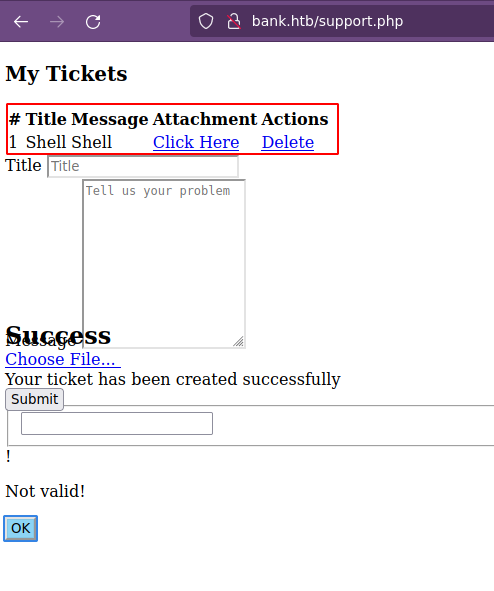 bank.htb/support.php
My Tickets
# Title Message Attachment Actions
1 Shell Shell Click Here Delete
Title Title
Tell us your problem
Message
Success
Choose File...
Your ticket has been created successfully
Submit
!
Not valid!
OK